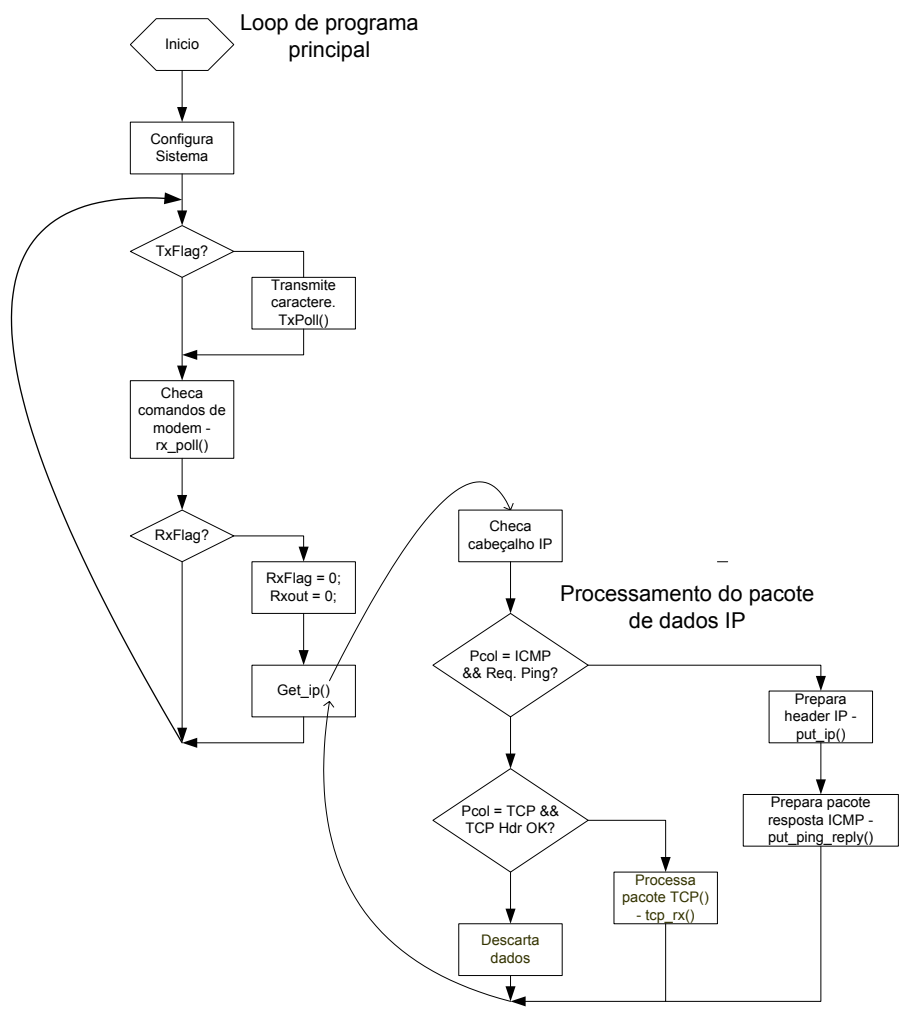 Loop de programa
principal
Inicio
Configura
Sistema
TxFlag?
Transmite
caractere.
TxPoll()
Checa
comandos de
modem -
rx_poll()
RxFlag?
RxFlag = 0;
Rxout = 0;
Get_ip()
Checa
cabeçalho IP
Processamento do pacote
de dados IP
Pcol = ICMP
&& Req. Ping?
Prepara
header IP -
put_ip()
Prepara pacote
resposta ICMP -
put_ping_reply()
Pcol = TCP &&
TCP Hdr OK?
Processa
pacote TCP()
- tcp_rx()
Descarta
dados